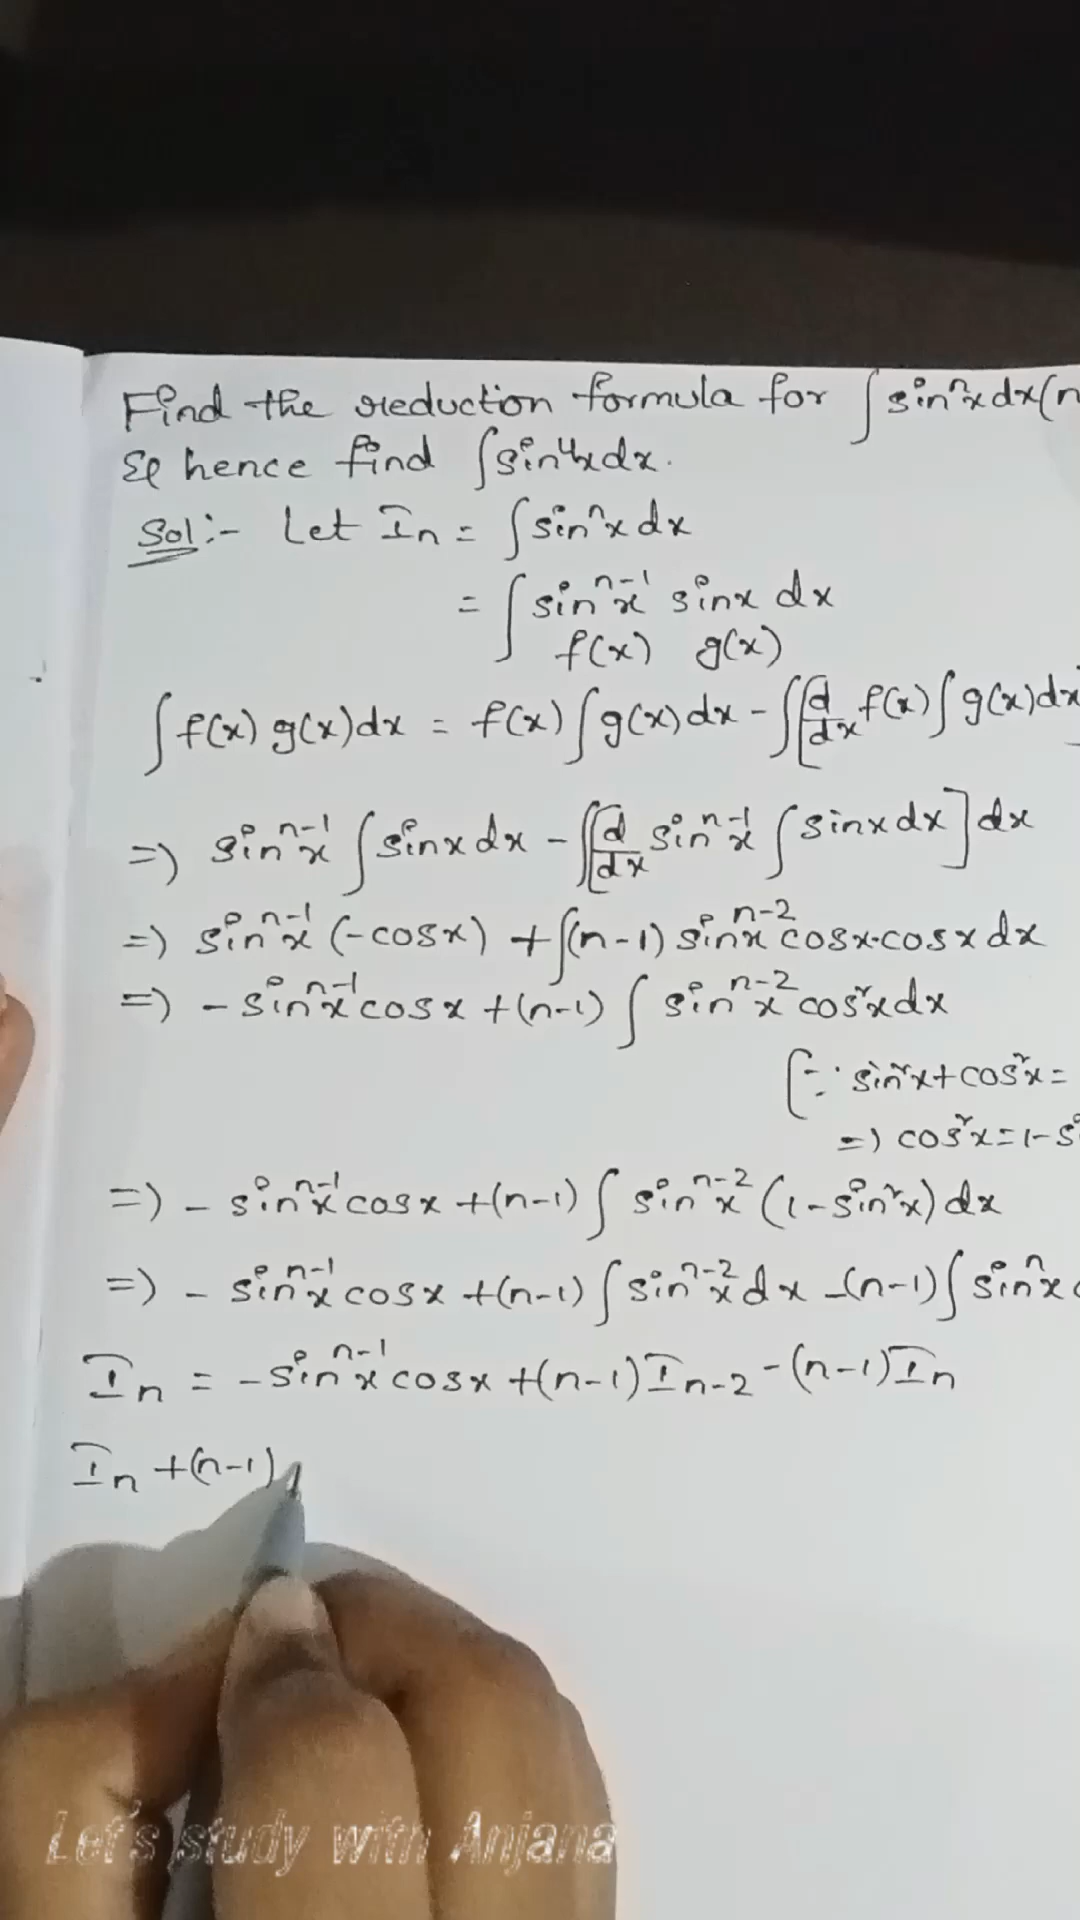 Find the reduction formula for ∫ sinⁿx dx (n
& hence find ∫ sin⁴x dx.
Sol:- Let Iₙ = ∫ sinⁿx dx
= ∫ sinⁿ⁻¹x sinx dx
f(x) g(x)
∫ f(x) g(x) dx = f(x) ∫ g(x) dx - ∫[d/dx f(x) ∫ g(x) dx
=> sinⁿ⁻¹x ∫ sinx dx - ∫[d/dx sinⁿ⁻¹x ∫ sinx dx] dx
=> sinⁿ⁻¹x (-cosx) + ∫(n-1) sinⁿ⁻²x cosx·cosx dx
=> - sinⁿ⁻¹x cosx + (n-1) ∫ sinⁿ⁻²x cos²x dx
[∵ sin²x + cos²x =
=> cos²x = 1 - s
=> - sinⁿ⁻¹x cosx + (n-1) ∫ sinⁿ⁻²x (1 - sin²x) dx
=> - sinⁿ⁻¹x cosx + (n-1) ∫ sinⁿ⁻²x dx - (n-1) ∫ sinⁿx d
Iₙ = - sinⁿ⁻¹x cosx + (n-1) Iₙ₋₂ - (n-1) Iₙ
Iₙ + (n-1)
Let's study with Anjana